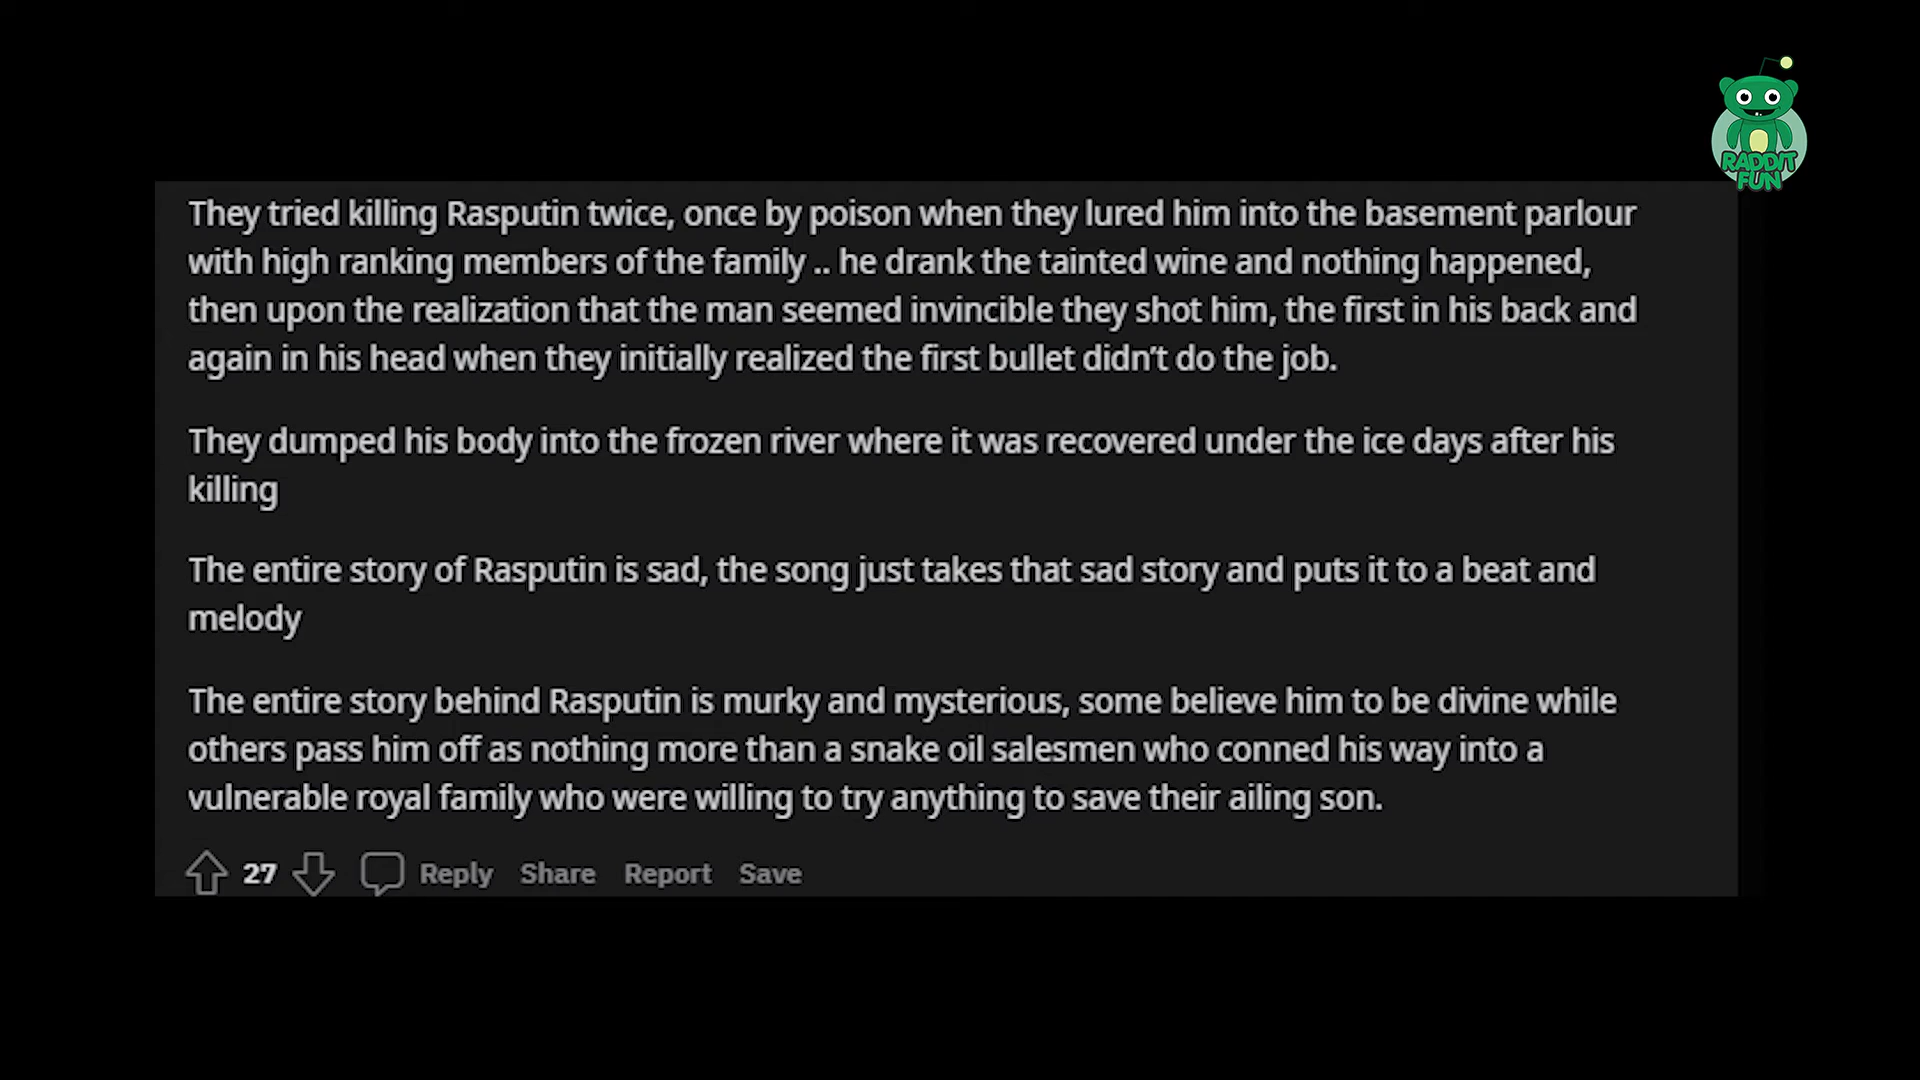 RADDIT
FUN
They tried killing Rasputin twice, once by poison when they lured him into the basement parlour
with high ranking members of the family .. he drank the tainted wine and nothing happened,
then upon the realization that the man seemed invincible they shot him, the first in his back and
again in his head when they initially realized the first bullet didn't do the job.
They dumped his body into the frozen river where it was recovered under the ice days after his
killing
The entire story of Rasputin is sad, the song just takes that sad story and puts it to a beat and
melody
The entire story behind Rasputin is murky and mysterious, some believe him to be divine while
others pass him off as nothing more than a snake oil salesmen who conned his way into a
vulnerable royal family who were willing to try anything to save their ailing son.
27 Reply Share Report Save